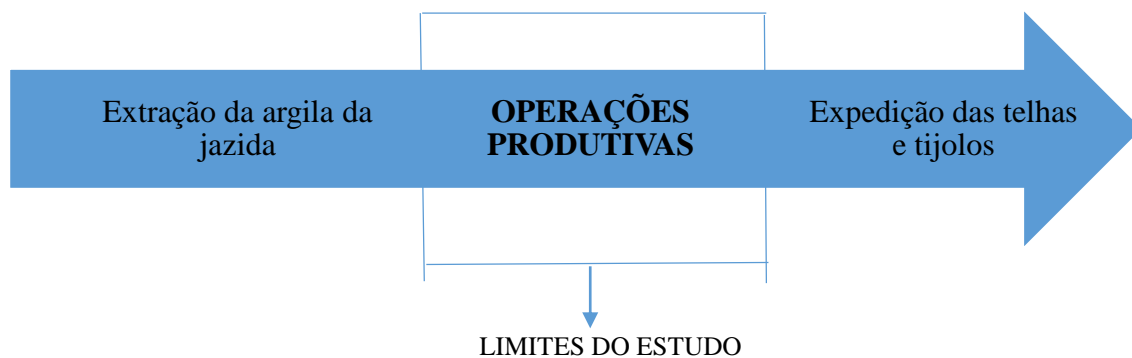 Extração da argila da
jazida
OPERAÇÕES
PRODUTIVAS
Expedição das telhas
e tijolos
LIMITES DO ESTUDO